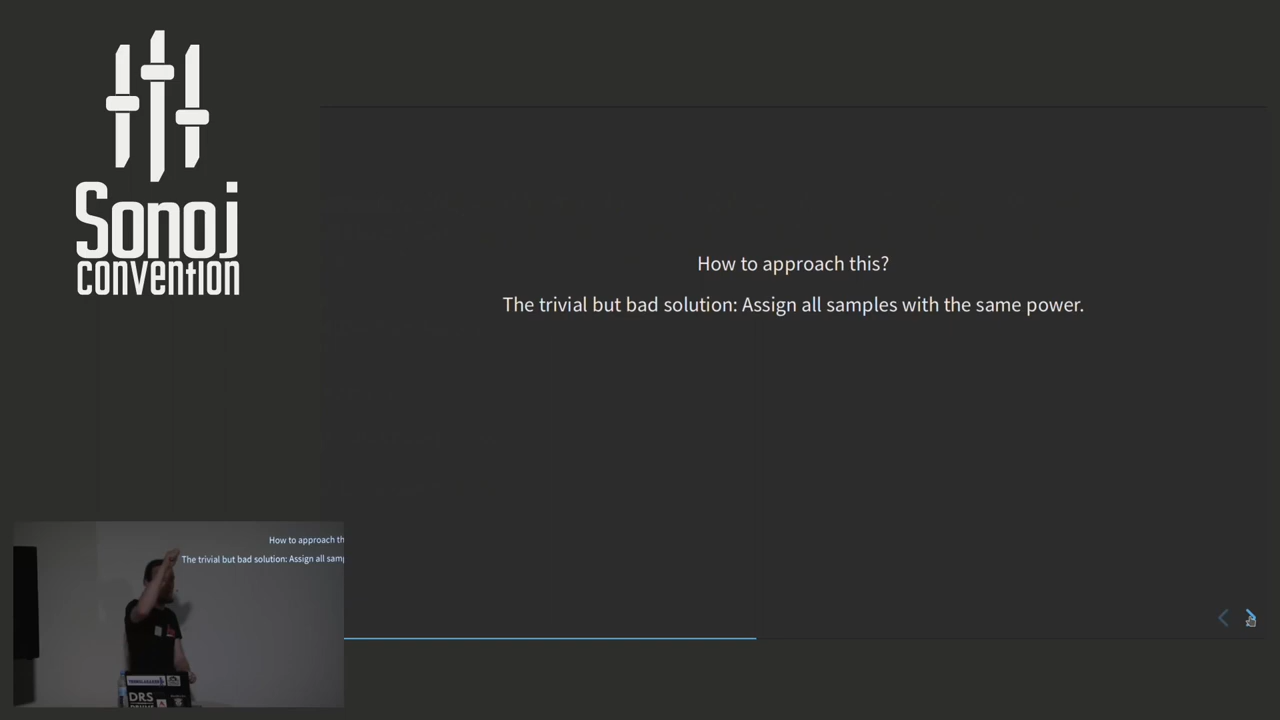 Sonoj
convention
How to approach this?
The trivial but bad solution: Assign all samples with the same power.
How to approach th
The trivial but bad solution: Assign all samp
DRS